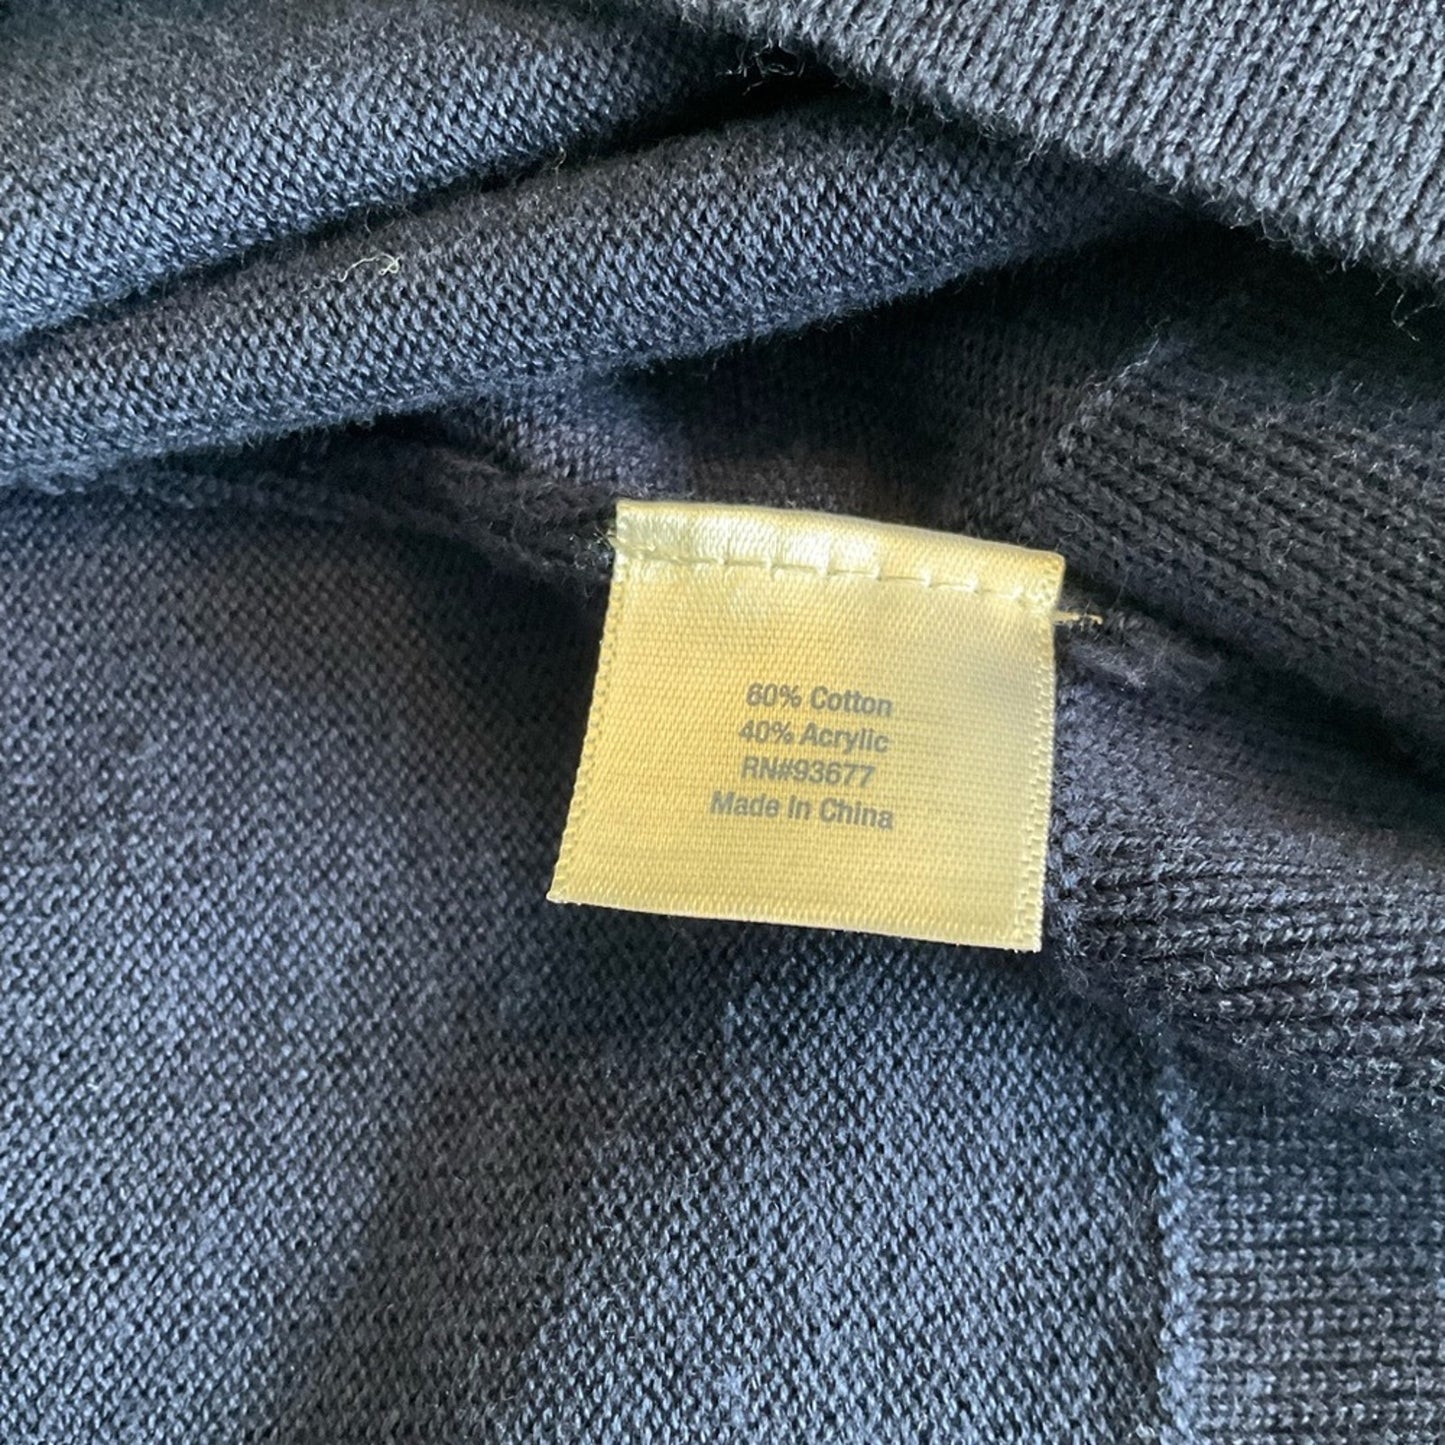 60% Cotton
40% Acrylic
RN#93677
Made In China